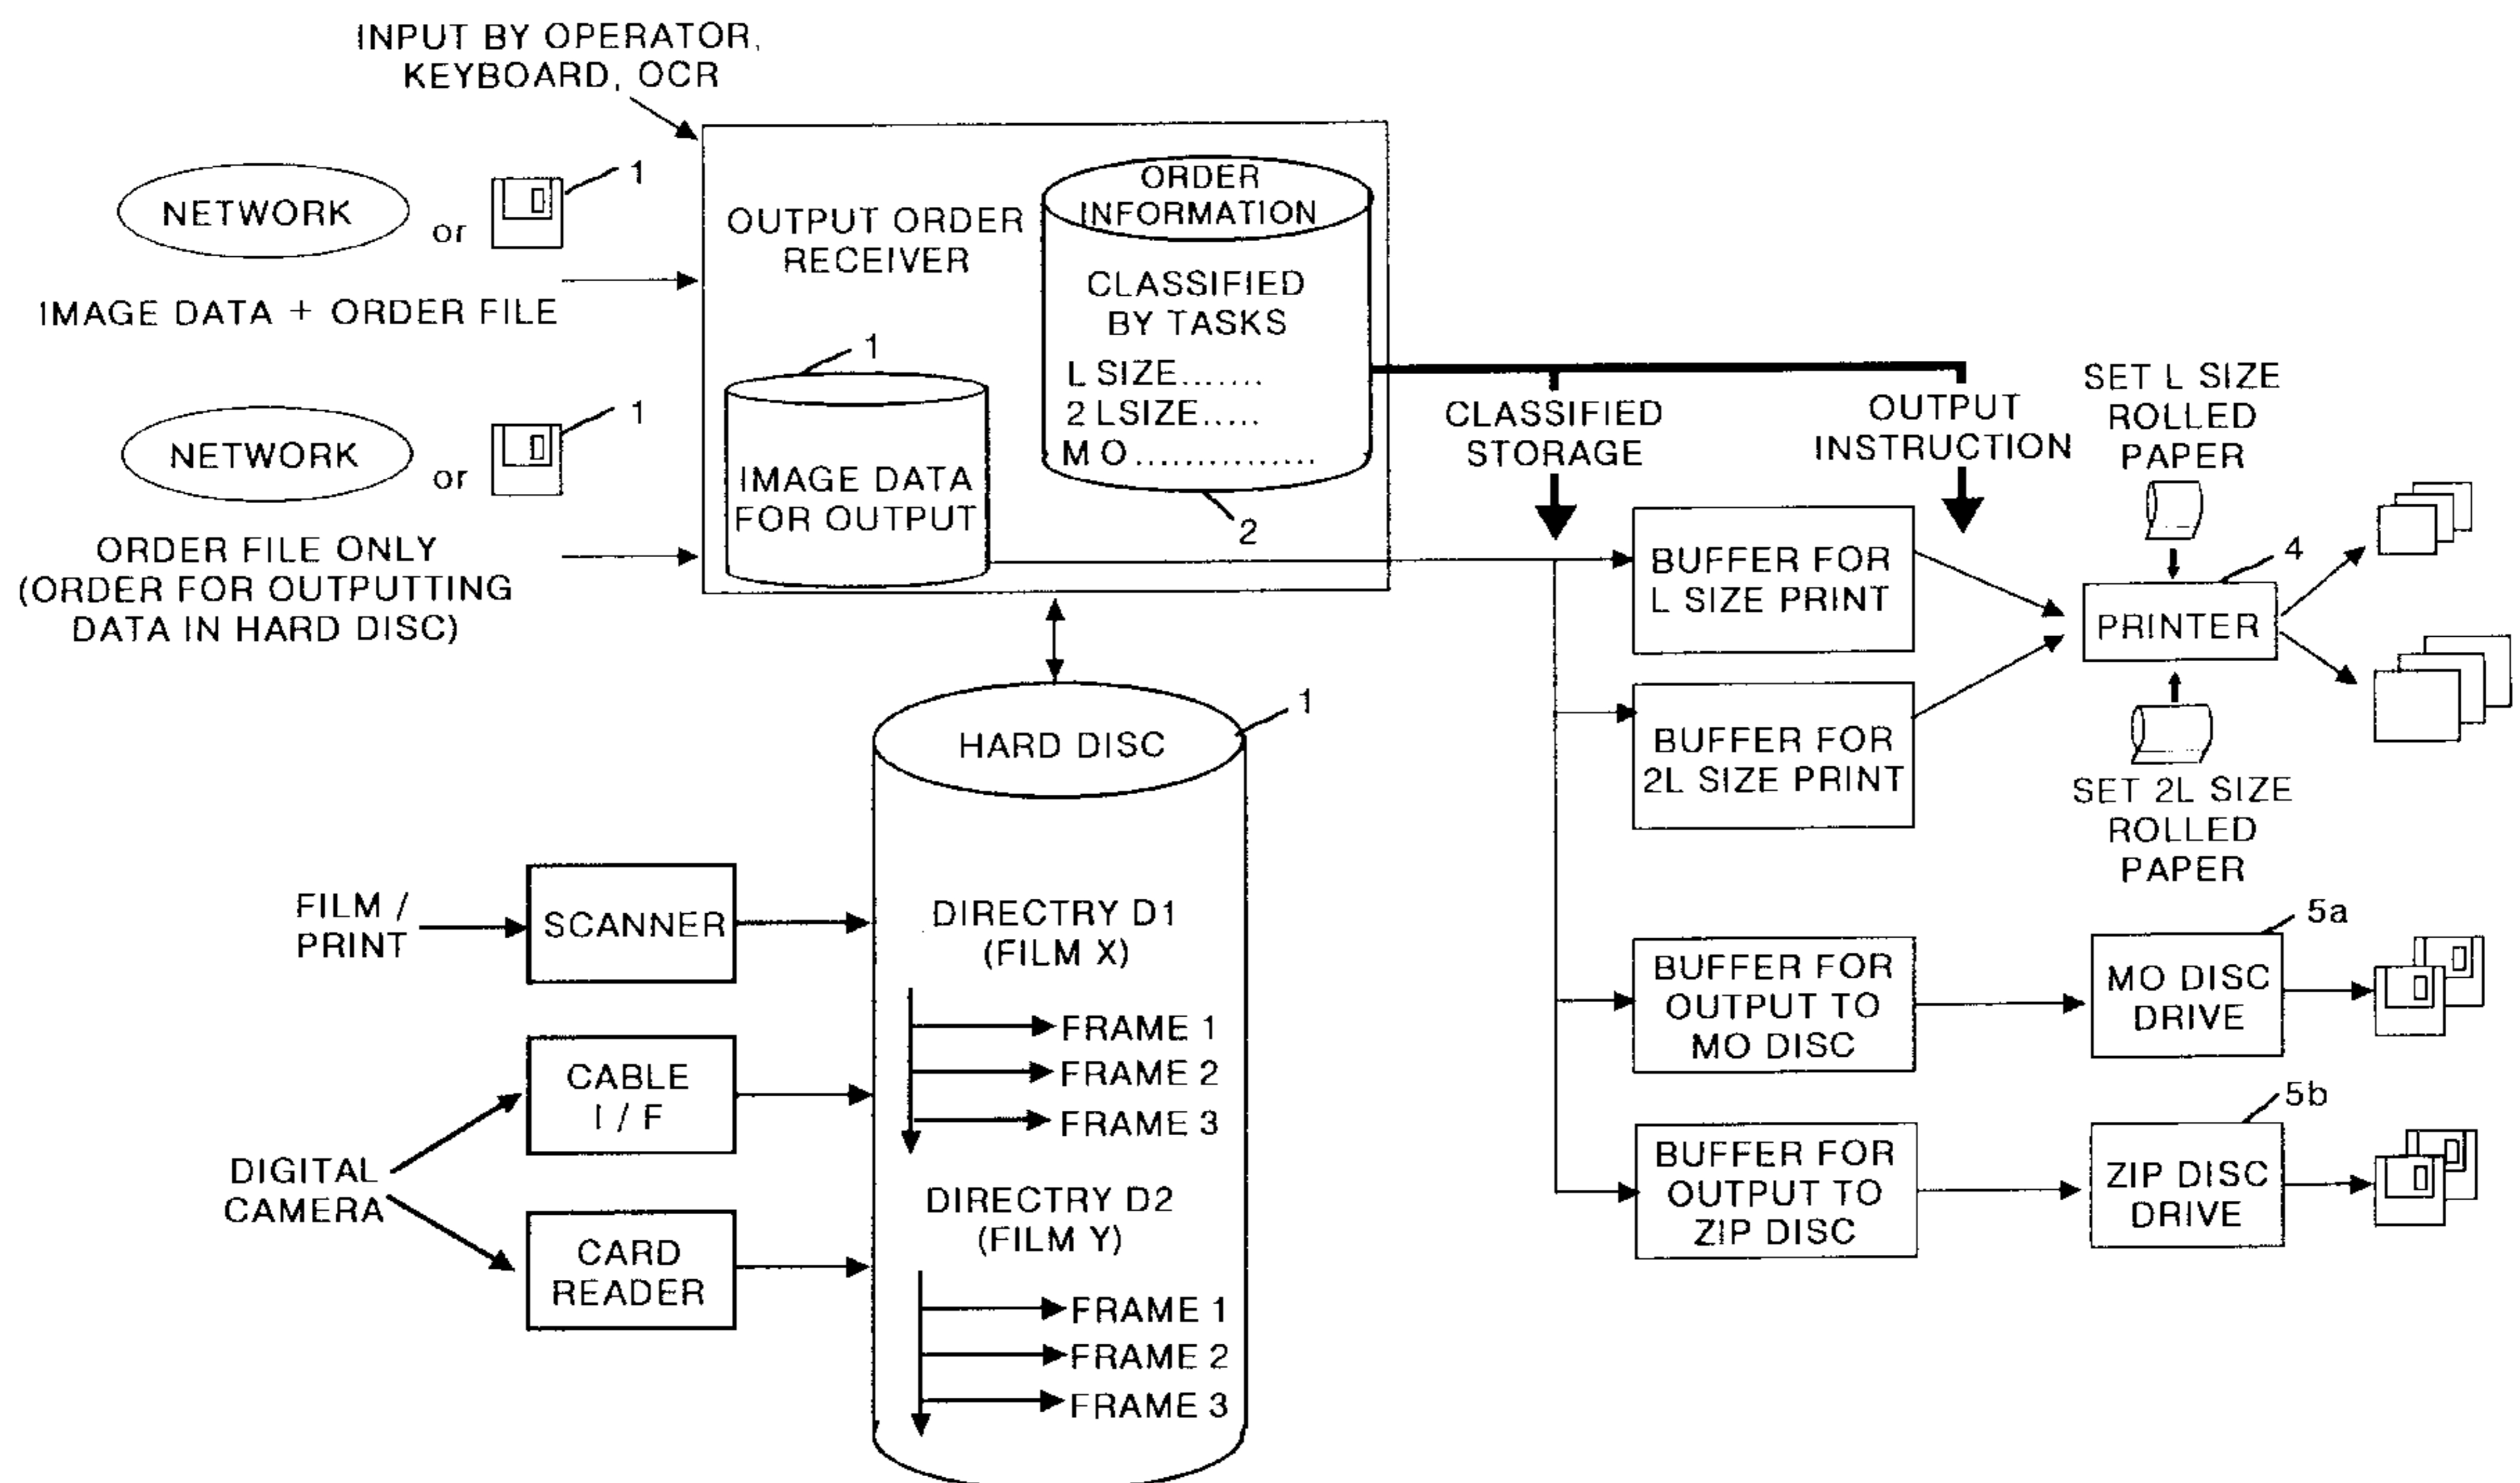 INPUT BY OPERATOR,
KEYBOARD, OCR
NETWORK
or
1
IMAGE DATA + ORDER FILE
NETWORK
or
1
ORDER FILE ONLY
(ORDER FOR OUTPUTTING
DATA IN HARD DISC)
OUTPUT ORDER
RECEIVER
1
IMAGE DATA
FOR OUTPUT
ORDER
INFORMATION
CLASSIFIED
BY TASKS
L SIZE.......
2 LSIZE.....
M O...............
2
CLASSIFIED
STORAGE
OUTPUT
INSTRUCTION
SET L SIZE
ROLLED
PAPER
BUFFER FOR
L SIZE PRINT
4
PRINTER
BUFFER FOR
2L SIZE PRINT
SET 2L SIZE
ROLLED
PAPER
BUFFER FOR
OUTPUT TO
MO DISC
5a
MO DISC
DRIVE
BUFFER FOR
OUTPUT TO
ZIP DISC
5b
ZIP DISC
DRIVE
1
HARD DISC
FILM /
PRINT
SCANNER
CABLE
I / F
DIGITAL
CAMERA
CARD
READER
DIRECTRY D1
(FILM X)
FRAME 1
FRAME 2
FRAME 3
DIRECTRY D2
(FILM Y)
FRAME 1
FRAME 2
FRAME 3